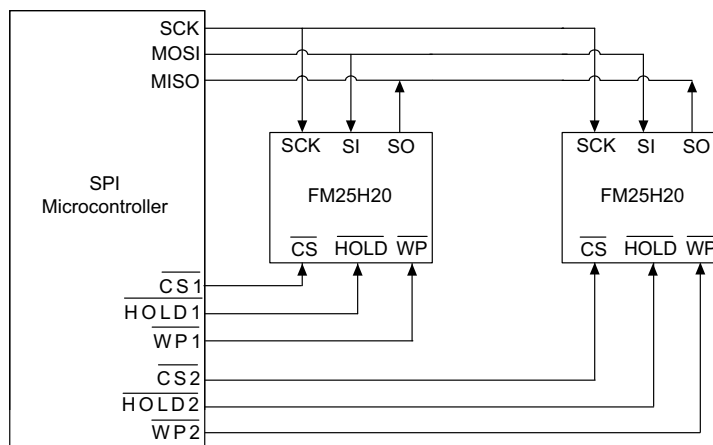 SCK
MOSI
MISO
SCK SI SO
SCK SI SO
SPI
Microcontroller
FM25H20
FM25H20
CS HOLD WP
CS HOLD WP
CS1
HOLD1
WP1
CS2
HOLD2
WP2